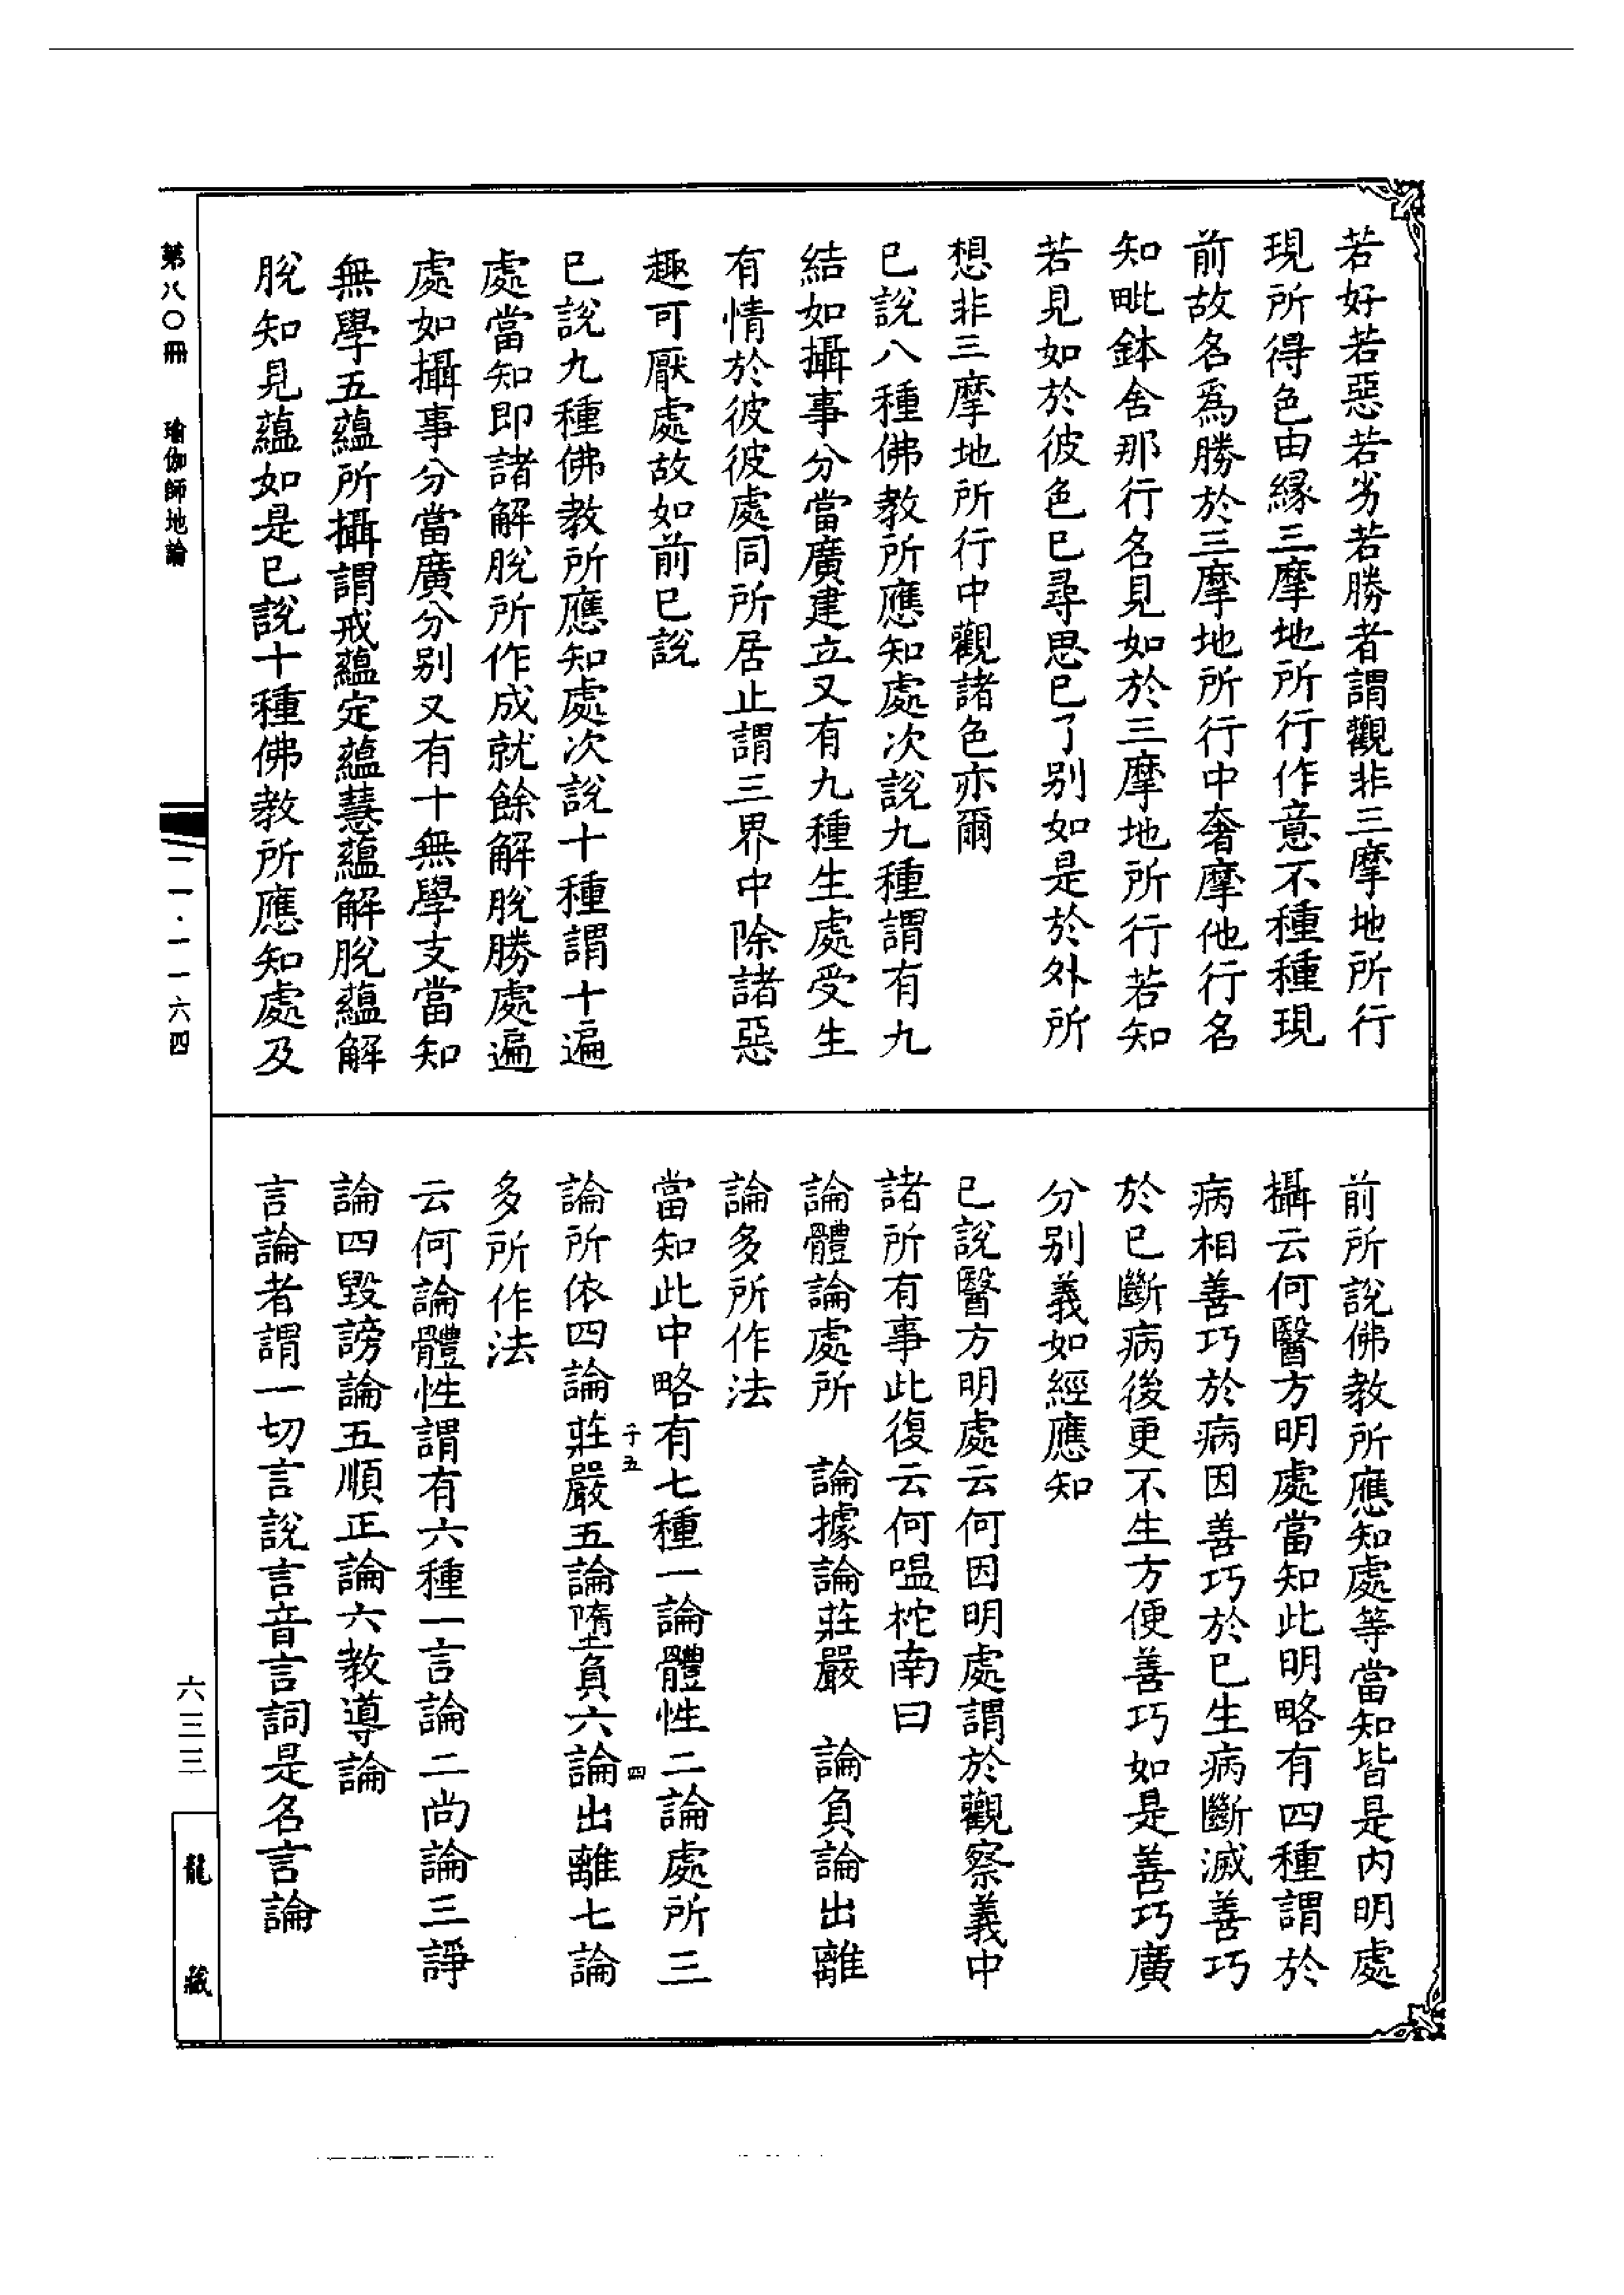 若好若惡若劣若勝者謂觀非三摩地所行
現所得色由緣三摩地所行作意不種種現
前故名爲勝於三摩地所行中奢摩他行名
知毗鉢舍那行名見如於三摩地所行若知
若見如於彼色已尋思已了别如是於外所
想非三摩地所行中觀諸色亦爾
已說八種佛教所應知處次說九種謂有九
結如攝事分當廣建立又有九種生處受生
有情於彼彼處同所居止謂三界中除諸惡
趣可厭處故如前已說
已說九種佛教所應知處次說十種謂十遍
處當知即諸解脫所作成就餘解脫勝處遍
處如攝事分當廣分别又有十無學支當知
無學五蘊所攝謂戒蘊定蘊慧蘊解脫蘊解
脫知見蘊如是已說十種佛教所應知處及
前所說佛教所應知處等當知皆是内明處
攝云何醫方明處當知此明略有四種謂於
病相善巧於病因善巧於已生病斷滅善巧
於已斷病後更不生方便善巧如是善巧廣
分别義如經應知
已說醫方明處云何因明處謂於觀察義中
諸所有事此復云何嗢柁南曰
論體論處所　論據論莊嚴　論負論出離
論多所作法
當知此中略有七種一論體性二論處所三
論所依四論莊嚴五論墮負六論出離七論
多所作法
云何論體性謂有六種一言論二尚論三諍
論四毀謗論五順正論六教導論
言論者謂一切言說言音言詞是名言論
于五
四
第八〇冊　瑜伽師地論
一一·一一六四
六三三
龍藏